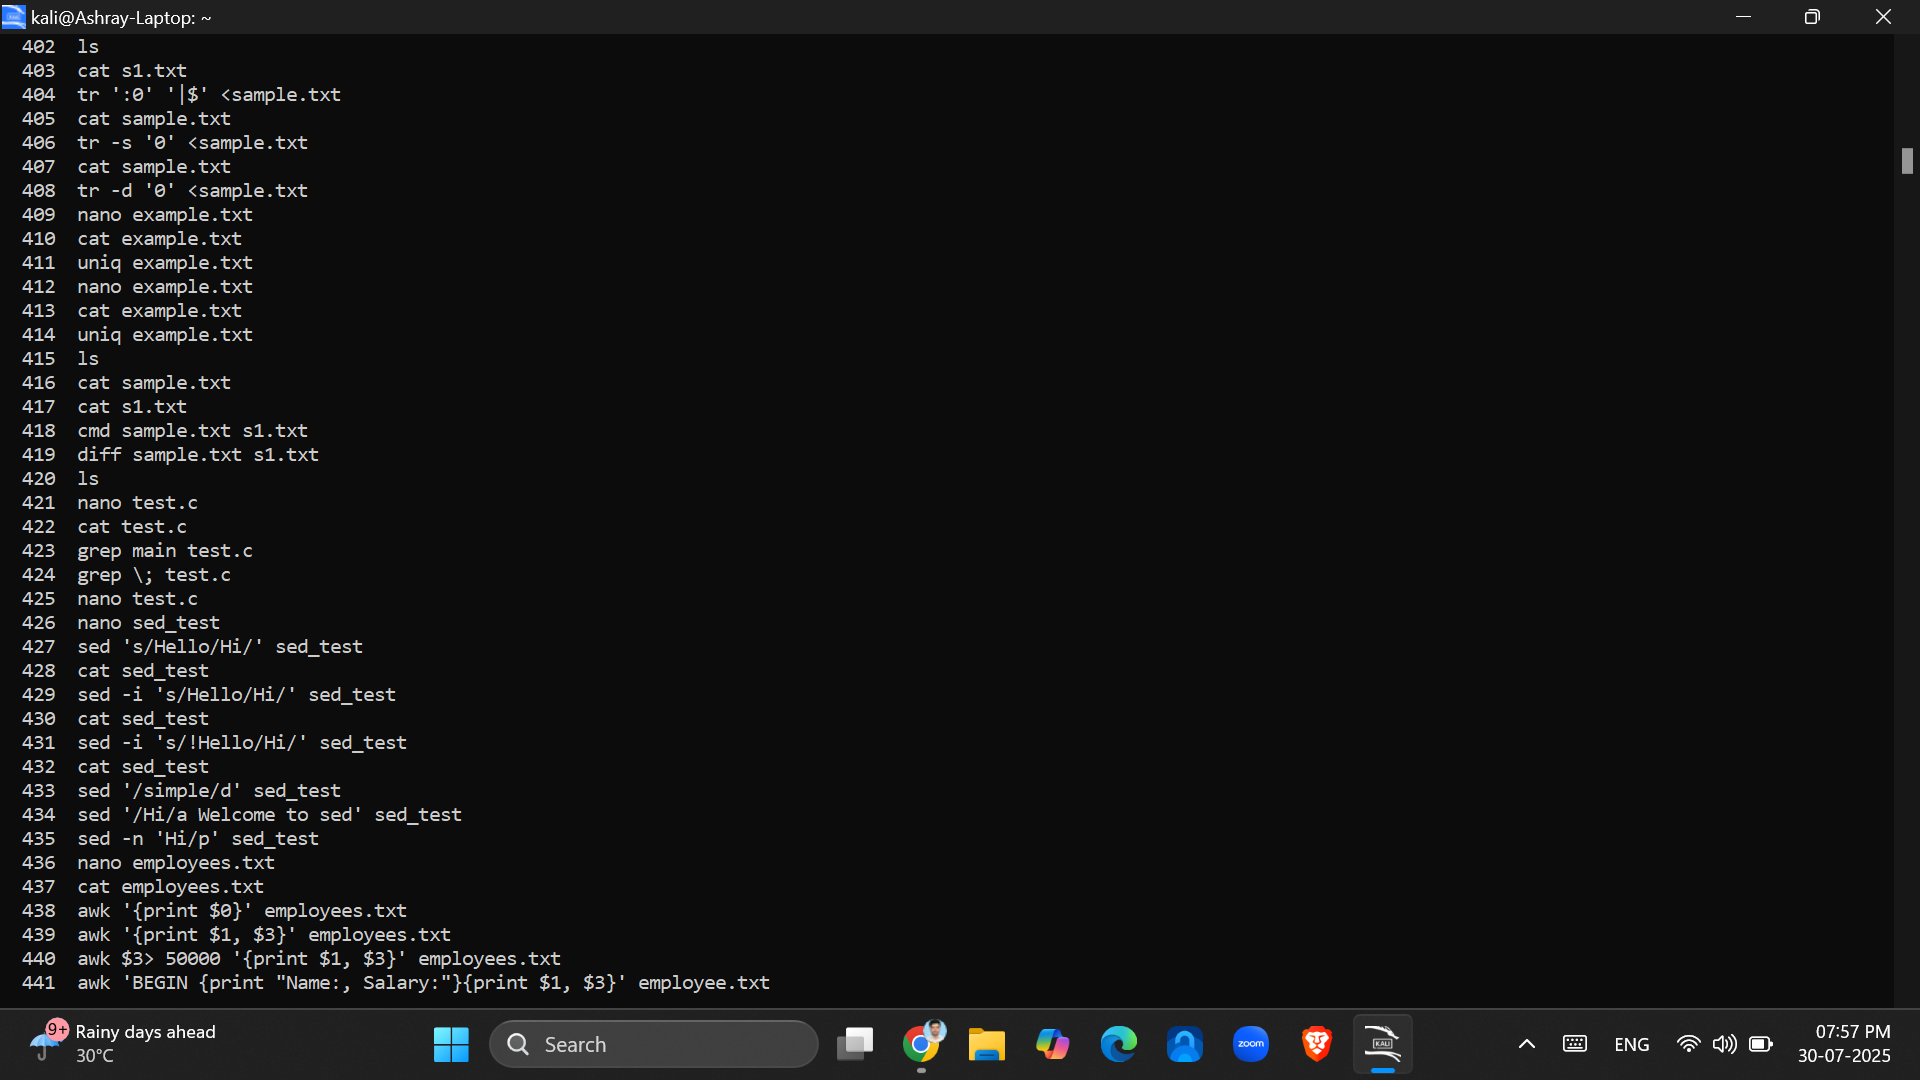 kali@Ashray-Laptop: ~
402 ls
403 cat s1.txt
404 tr ':0' '|$' <sample.txt
405 cat sample.txt
406 tr -s '0' <sample.txt
407 cat sample.txt
408 tr -d '0' <sample.txt
409 nano example.txt
410 cat example.txt
411 uniq example.txt
412 nano example.txt
413 cat example.txt
414 uniq example.txt
415 ls
416 cat sample.txt
417 cat s1.txt
418 cmd sample.txt s1.txt
419 diff sample.txt s1.txt
420 ls
421 nano test.c
422 cat test.c
423 grep main test.c
424 grep \; test.c
425 nano test.c
426 nano sed_test
427 sed 's/Hello/Hi/' sed_test
428 cat sed_test
429 sed -i 's/Hello/Hi/' sed_test
430 cat sed_test
431 sed -i 's/!Hello/Hi/' sed_test
432 cat sed_test
433 sed '/simple/d' sed_test
434 sed '/Hi/a Welcome to sed' sed_test
435 sed -n 'Hi/p' sed_test
436 nano employees.txt
437 cat employees.txt
438 awk '{print $0}' employees.txt
439 awk '{print $1, $3}' employees.txt
440 awk $3> 50000 '{print $1, $3}' employees.txt
441 awk 'BEGIN {print "Name:, Salary:"}{print $1, $3}' employee.txt
9+
Rainy days ahead
30°C
Search
zoom
KALI
ENG
07:57 PM
30-07-2025